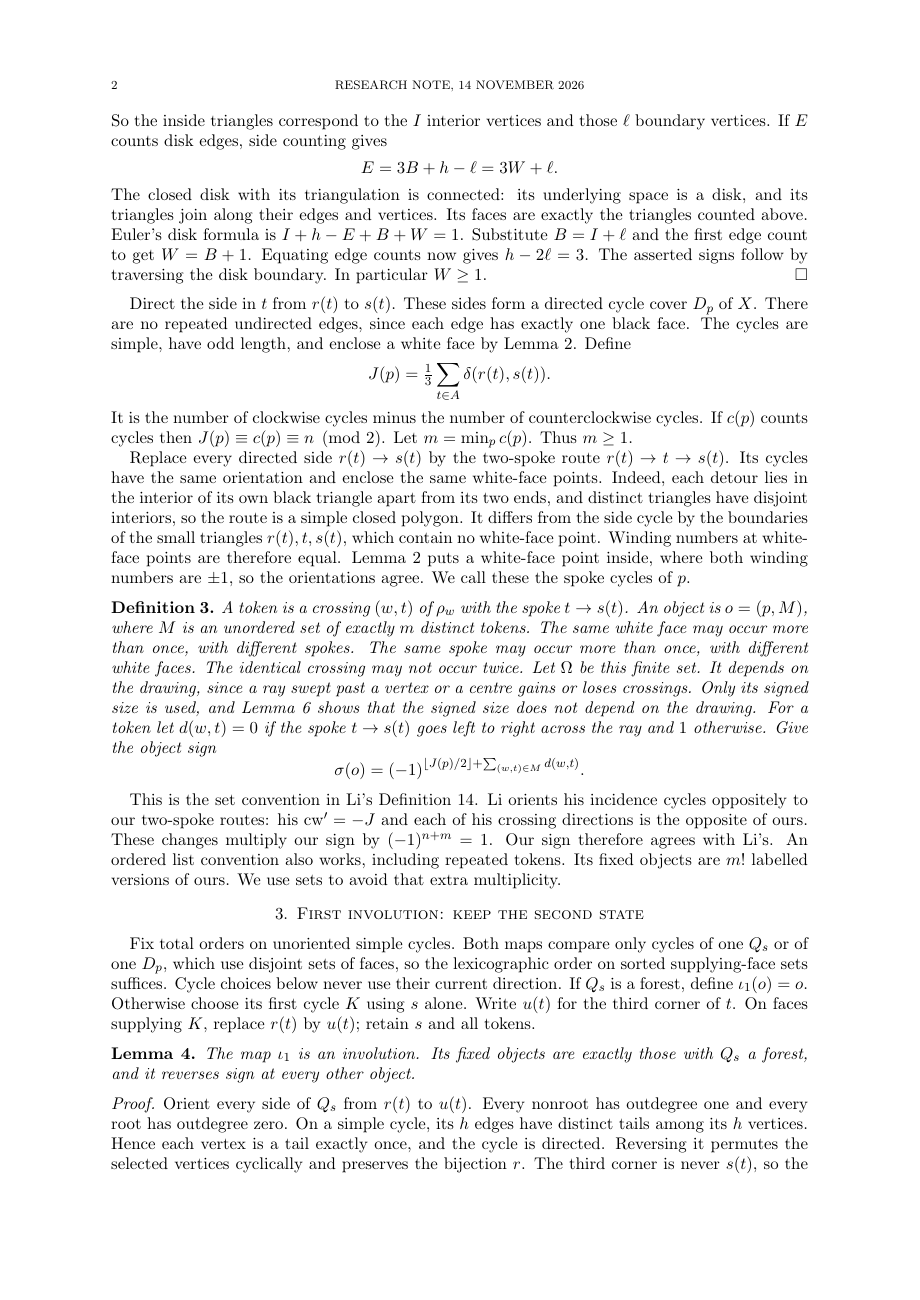 2 RESEARCH NOTE, 14 NOVEMBER 2026
So the inside triangles correspond to the I interior vertices and those ℓ boundary vertices. If E
counts disk edges, side counting gives
E = 3B + h − ℓ = 3W + ℓ.
The closed disk with its triangulation is connected: its underlying space is a disk, and its
triangles join along their edges and vertices. Its faces are exactly the triangles counted above.
Euler's disk formula is I + h − E + B + W = 1. Substitute B = I + ℓ and the first edge count
to get W = B + 1. Equating edge counts now gives h − 2ℓ = 3. The asserted signs follow by
traversing the disk boundary. In particular W ≥ 1. □
Direct the side in t from r(t) to s(t). These sides form a directed cycle cover D_p of X. There
are no repeated undirected edges, since each edge has exactly one black face. The cycles are
simple, have odd length, and enclose a white face by Lemma 2. Define
J(p) = 1/3 ∑_{t∈A} δ(r(t), s(t)).
It is the number of clockwise cycles minus the number of counterclockwise cycles. If c(p) counts
cycles then J(p) ≡ c(p) ≡ n (mod 2). Let m = min_p c(p). Thus m ≥ 1.
Replace every directed side r(t) → s(t) by the two-spoke route r(t) → t → s(t). Its cycles
have the same orientation and enclose the same white-face points. Indeed, each detour lies in
the interior of its own black triangle apart from its two ends, and distinct triangles have disjoint
interiors, so the route is a simple closed polygon. It differs from the side cycle by the boundaries
of the small triangles r(t), t, s(t), which contain no white-face point. Winding numbers at white-
face points are therefore equal. Lemma 2 puts a white-face point inside, where both winding
numbers are ±1, so the orientations agree. We call these the spoke cycles of p.
Definition 3. A token is a crossing (w, t) of ρ_w with the spoke t → s(t). An object is o = (p, M),
where M is an unordered set of exactly m distinct tokens. The same white face may occur more
than once, with different spokes. The same spoke may occur more than once, with different
white faces. The identical crossing may not occur twice. Let Ω be this finite set. It depends on
the drawing, since a ray swept past a vertex or a centre gains or loses crossings. Only its signed
size is used, and Lemma 6 shows that the signed size does not depend on the drawing. For a
token let d(w, t) = 0 if the spoke t → s(t) goes left to right across the ray and 1 otherwise. Give
the object sign
σ(o) = (−1)^{⌊J(p)/2⌋+∑_{(w,t)∈M} d(w,t)}.
This is the set convention in Li's Definition 14. Li orients his incidence cycles oppositely to
our two-spoke routes: his cw′ = −J and each of his crossing directions is the opposite of ours.
These changes multiply our sign by (−1)^{n+m} = 1. Our sign therefore agrees with Li's. An
ordered list convention also works, including repeated tokens. Its fixed objects are m! labelled
versions of ours. We use sets to avoid that extra multiplicity.
3. First involution: keep the second state
Fix total orders on unoriented simple cycles. Both maps compare only cycles of one Q_s or of
one D_p, which use disjoint sets of faces, so the lexicographic order on sorted supplying-face sets
suffices. Cycle choices below never use their current direction. If Q_s is a forest, define ι_1(o) = o.
Otherwise choose its first cycle K using s alone. Write u(t) for the third corner of t. On faces
supplying K, replace r(t) by u(t); retain s and all tokens.
Lemma 4. The map ι_1 is an involution. Its fixed objects are exactly those with Q_s a forest,
and it reverses sign at every other object.
Proof. Orient every side of Q_s from r(t) to u(t). Every nonroot has outdegree one and every
root has outdegree zero. On a simple cycle, its h edges have distinct tails among its h vertices.
Hence each vertex is a tail exactly once, and the cycle is directed. Reversing it permutes the
selected vertices cyclically and preserves the bijection r. The third corner is never s(t), so the